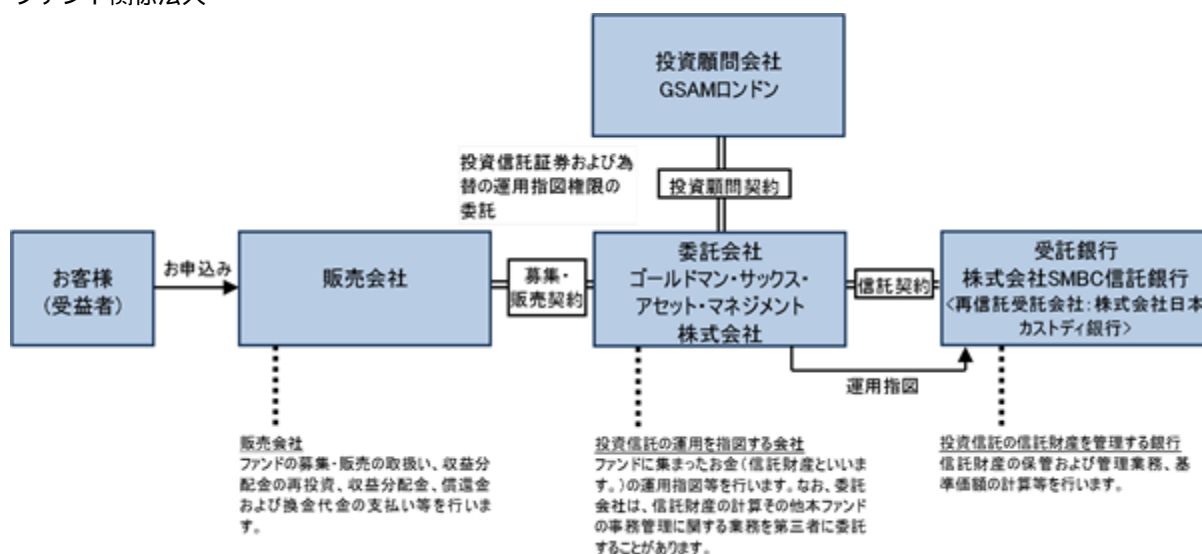 投資顧問会社
GSAMロンドン
投資信託証券および為
替の運用指図権限の
委託
投資顧問契約
お客様
(受益者)
お申込み
販売会社
募集・
販売契約
委託会社
ゴールドマン・サックス・
アセット・マネジメント
株式会社
信託契約
受託銀行
株式会社SMBC信託銀行
<再信託受託会社:株式会社日本
カストディ銀行>
運用指図
販売会社
ファンドの募集・販売の取扱い、収益分
配金の再投資、収益分配金、償還金
および換金代金の支払い等を行いま
す。
投資信託の運用を指図する会社
ファンドに集まったお金(信託財産といいま
す。)の運用指図等を行います。なお、委託
会社は、信託財産の計算その他本ファンド
の事務管理に関する業務を第三者に委託
することがあります。
投資信託の信託財産を管理する銀行
信託財産の保管および管理業務、基
準価額の計算等を行います。